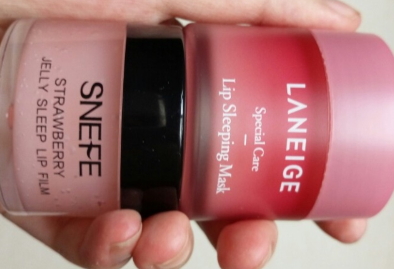 SNEFE
STRAWBERRY
JELLY SLEEP LIP FILM
LANEIGE
Special Care
Lip Sleeping Mask